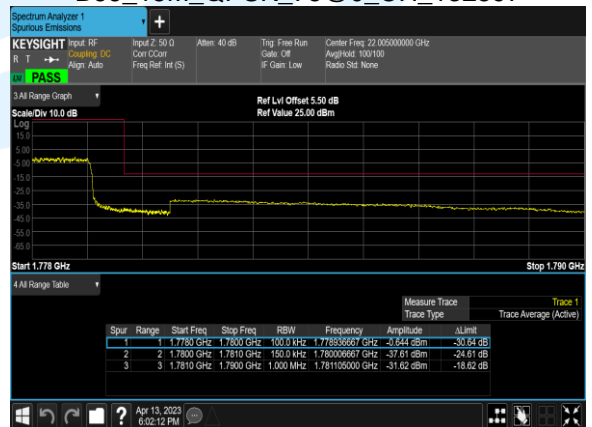 Spectrum Analyzer 1
Spurious Emissions
+
KEYSIGHT Input: RF Input Z: 50 Ω Atten: 40 dB Trig: Free Run Center Freq: 22.005000000 GHz
R T Coupling: DC Corr CCorr Gate: Off Avg|Hold: 100/100
Align: Auto Freq Ref: Int (S) IF Gain: Low Radio Std: None
LW PASS
3 All Range Graph
Ref Lvl Offset 5.50 dB
Scale/Div 10.0 dB Ref Value 25.00 dBm
Log
15.0
5.00
-5.00
-15.0
-25.0
-35.0
-45.0
-55.0
-65.0
Start 1.778 GHz Stop 1.790 GHz
4 All Range Table
Measure Trace Trace 1
Trace Type Trace Average (Active)
Spur Range Start Freq Stop Freq RBW Frequency Amplitude ΔLimit
1 1 1.7780 GHz 1.7800 GHz 100.0 kHz 1.778936667 GHz -0.644 dBm -30.64 dB
2 2 1.7800 GHz 1.7810 GHz 150.0 kHz 1.780006667 GHz -37.61 dBm -24.61 dB
3 3 1.7810 GHz 1.7900 GHz 1.000 MHz 1.781105000 GHz -31.62 dBm -18.62 dB
? Apr 13, 2023
6:02:12 PM